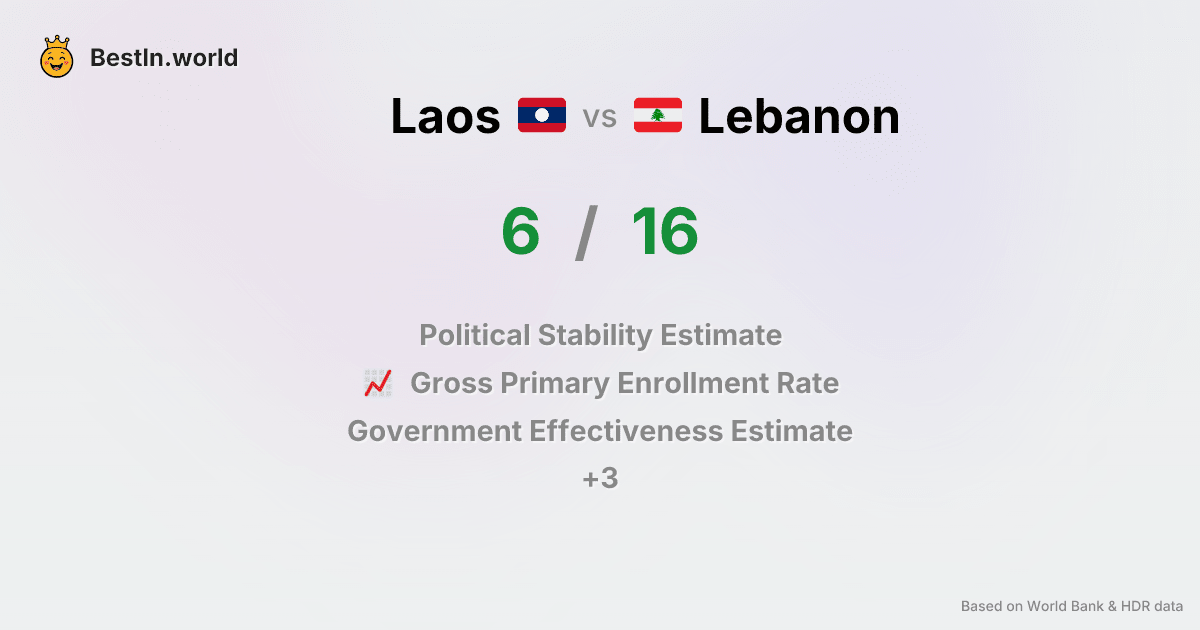 BestIn.world
Laos vs Lebanon
6 / 16
Political Stability Estimate
Gross Primary Enrollment Rate
Government Effectiveness Estimate
+3
Based on World Bank & HDR data